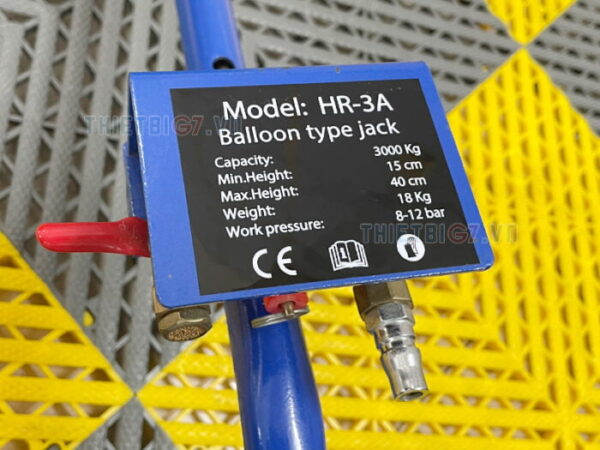 Model: HR-3A
Balloon type jack
Capacity: 3000 Kg
Min.Height: 15 cm
Max.Height: 40 cm
Weight: 18 Kg
Work pressure: 8-12 bar
CE
THIETBIG7.VN
THIETBIG7.VN